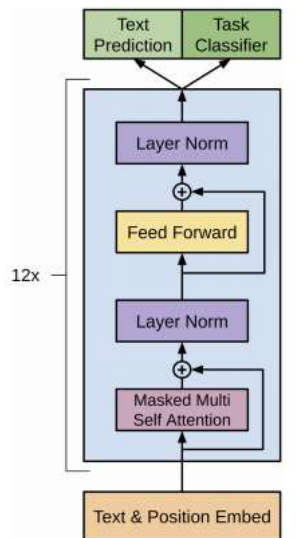 Text
Prediction
Task
Classifier
Layer Norm
+
Feed Forward
12x
Layer Norm
+
Masked Multi
Self Attention
Text & Position Embed